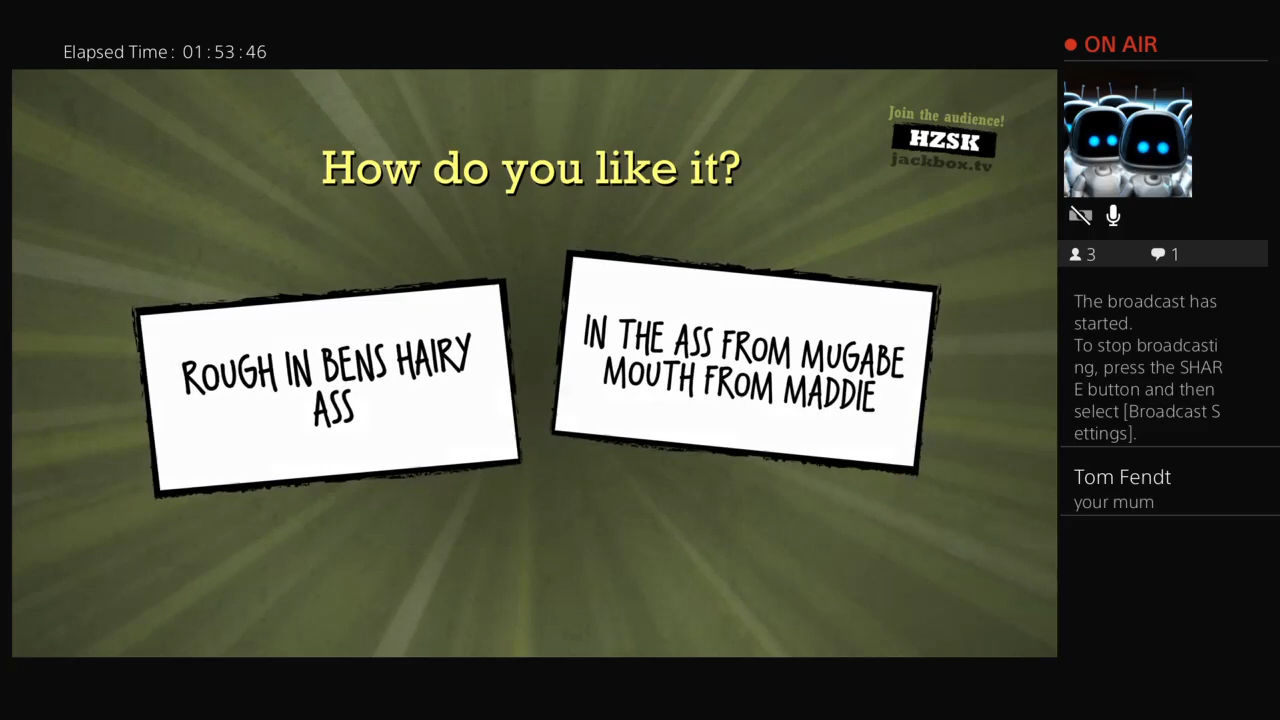 Elapsed Time: 01:53:46
ON AIR
Join the audience!
HZSK
jackbox.tv
How do you like it?
ROUGH IN BENS HAIRY
ASS
IN THE ASS FROM MUGABE
MOUTH FROM MADDIE
3 1
The broadcast has
started.
To stop broadcasti
ng, press the SHAR
E button and then
select [Broadcast S
ettings].
Tom Fendt
your mum